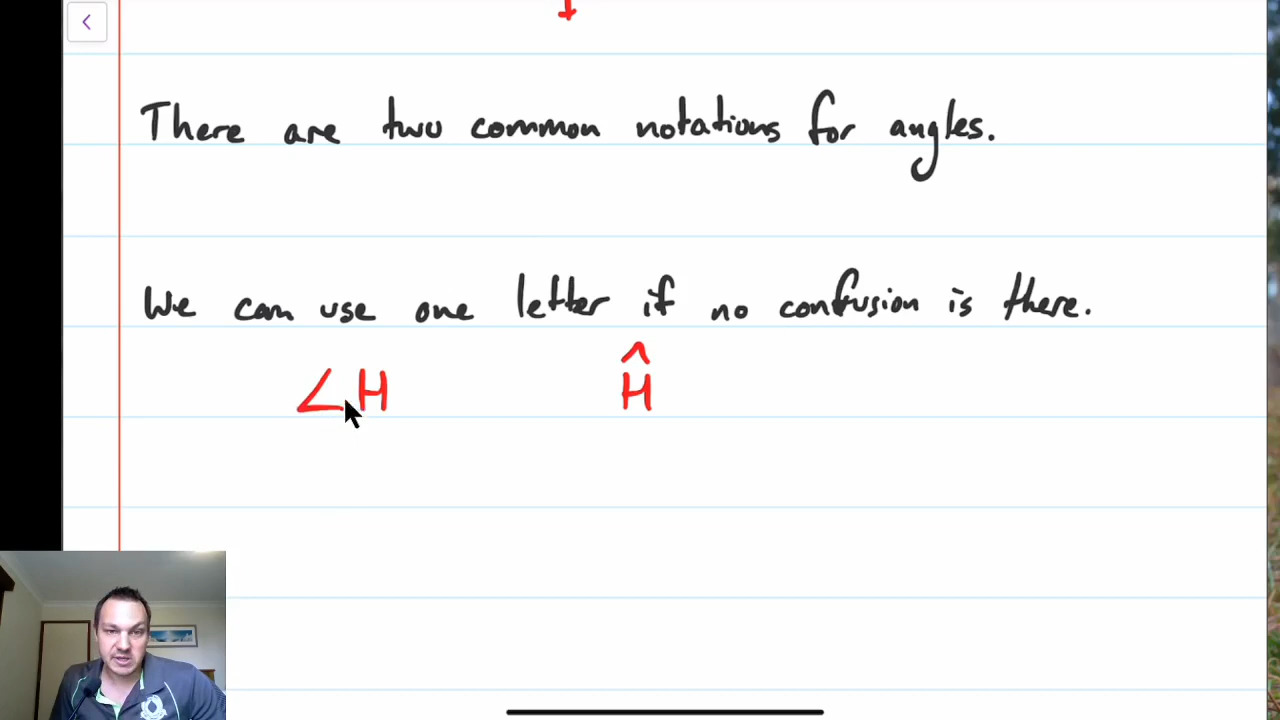 There are two common notations for angles.
We can use one letter if no confusion is there.
∠H Ĥ